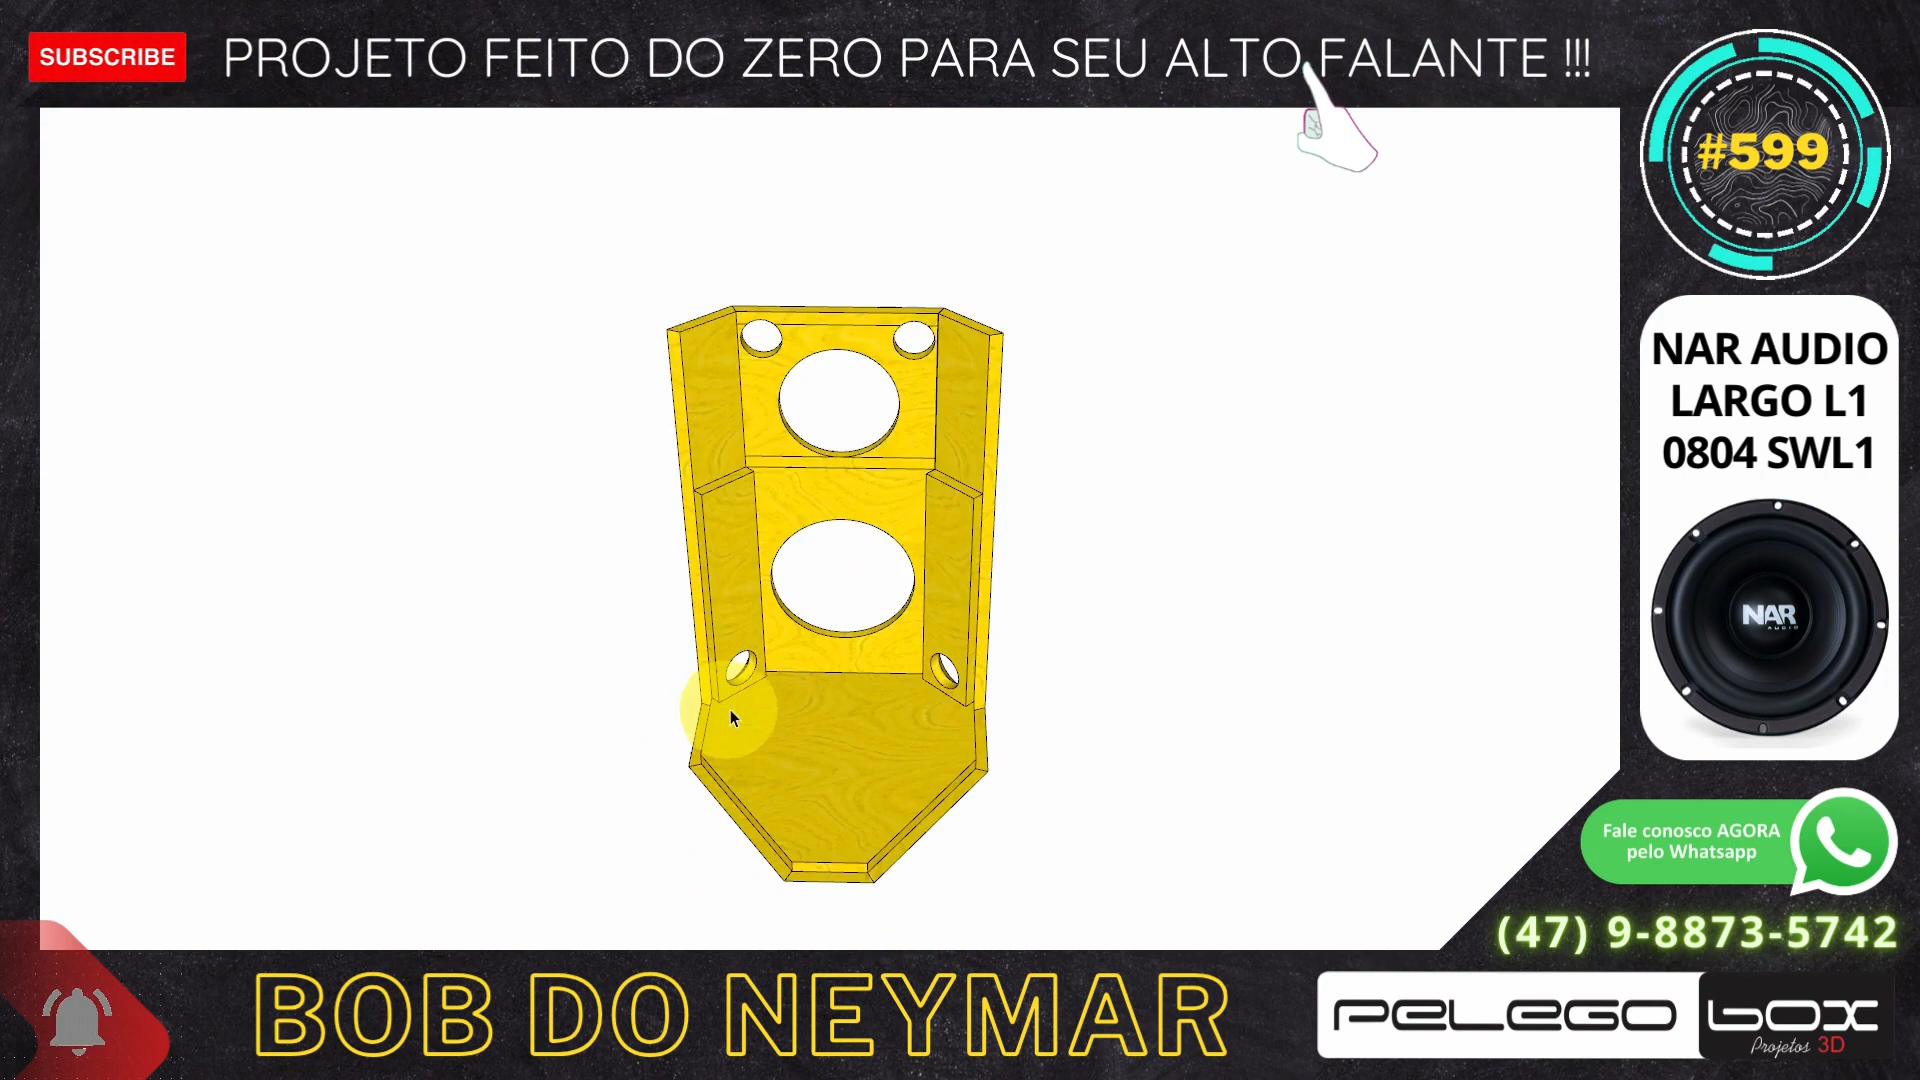 SUBSCRIBE
PROJETO FEITO DO ZERO PARA SEU ALTO FALANTE !!!
#599
NAR AUDIO
LARGO L1
0804 SWL1
NAR
AUDIO
Fale conosco AGORA
pelo Whatsapp
(47) 9-8873-5742
BOB DO NEYMAR
PELEGO BOX
Projetos 3D